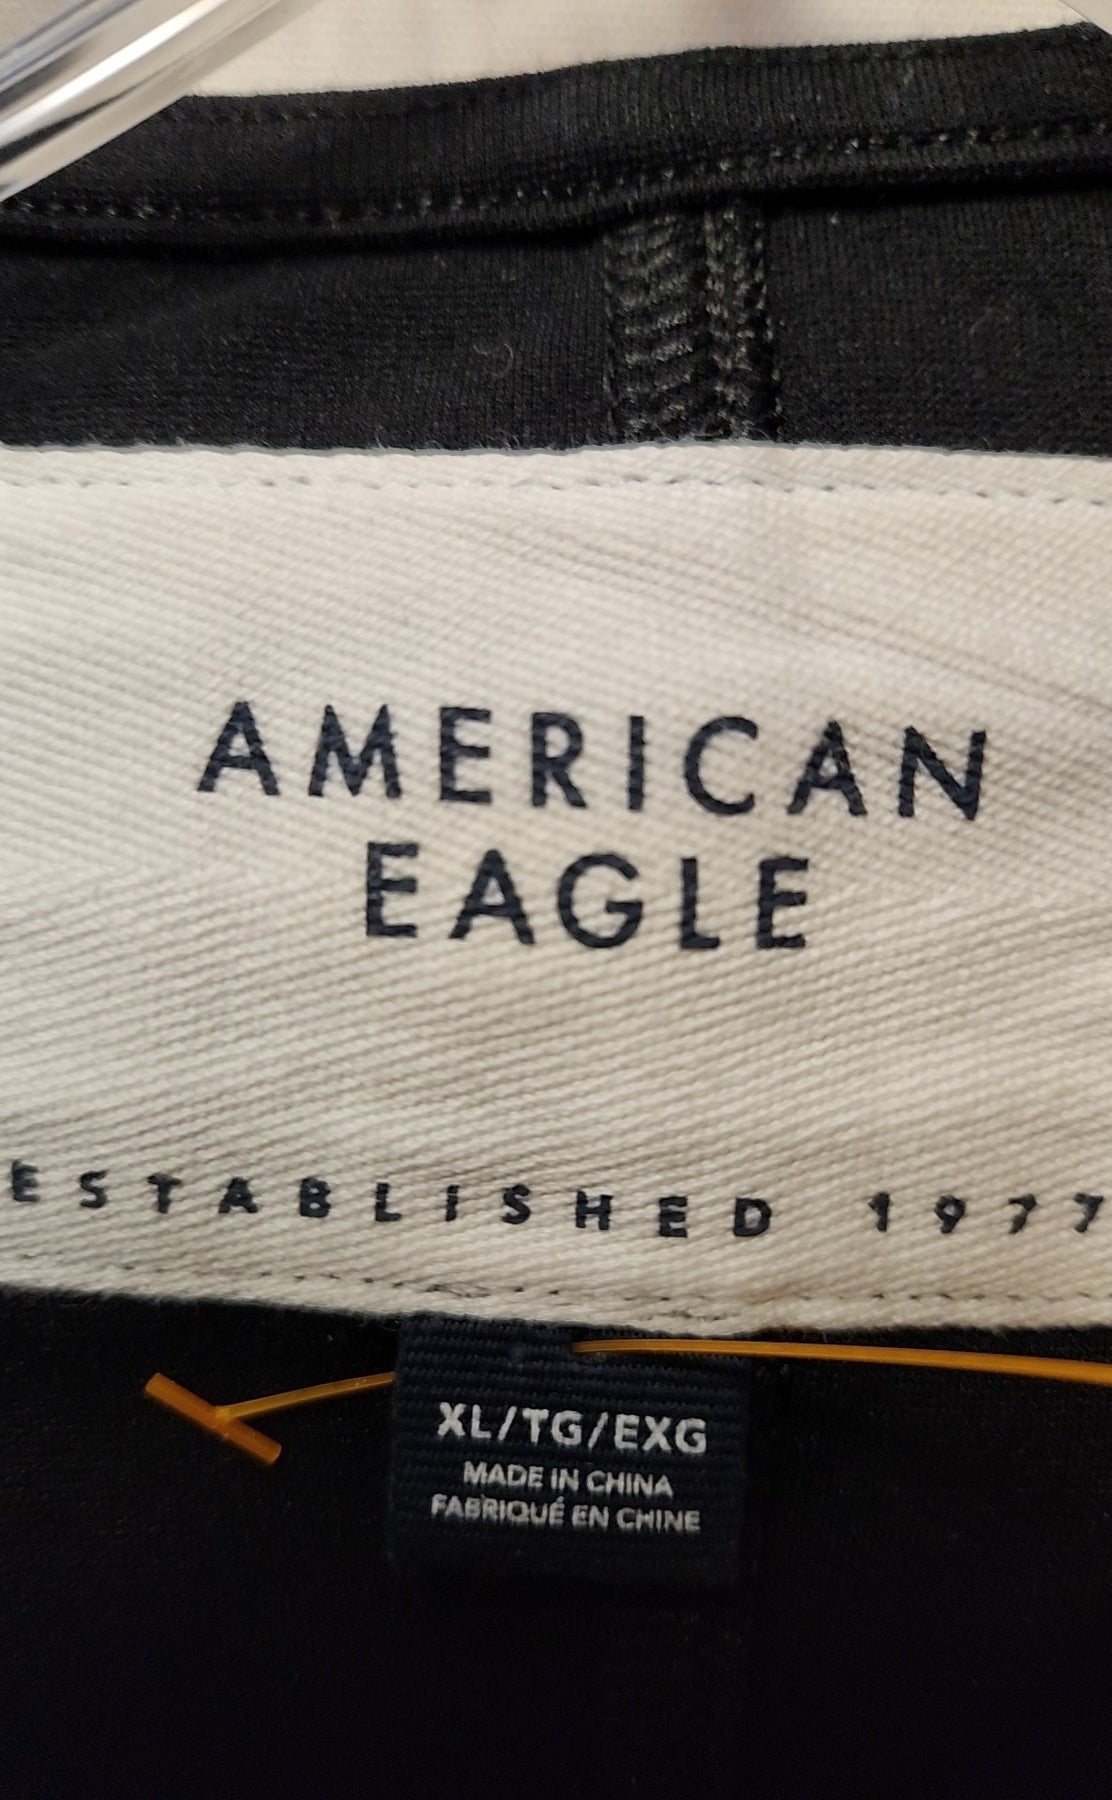 AMERICAN
EAGLE
ESTABLISHED 1977
XL/TG/EXG
MADE IN CHINA
FABRIQUÉ EN CHINE